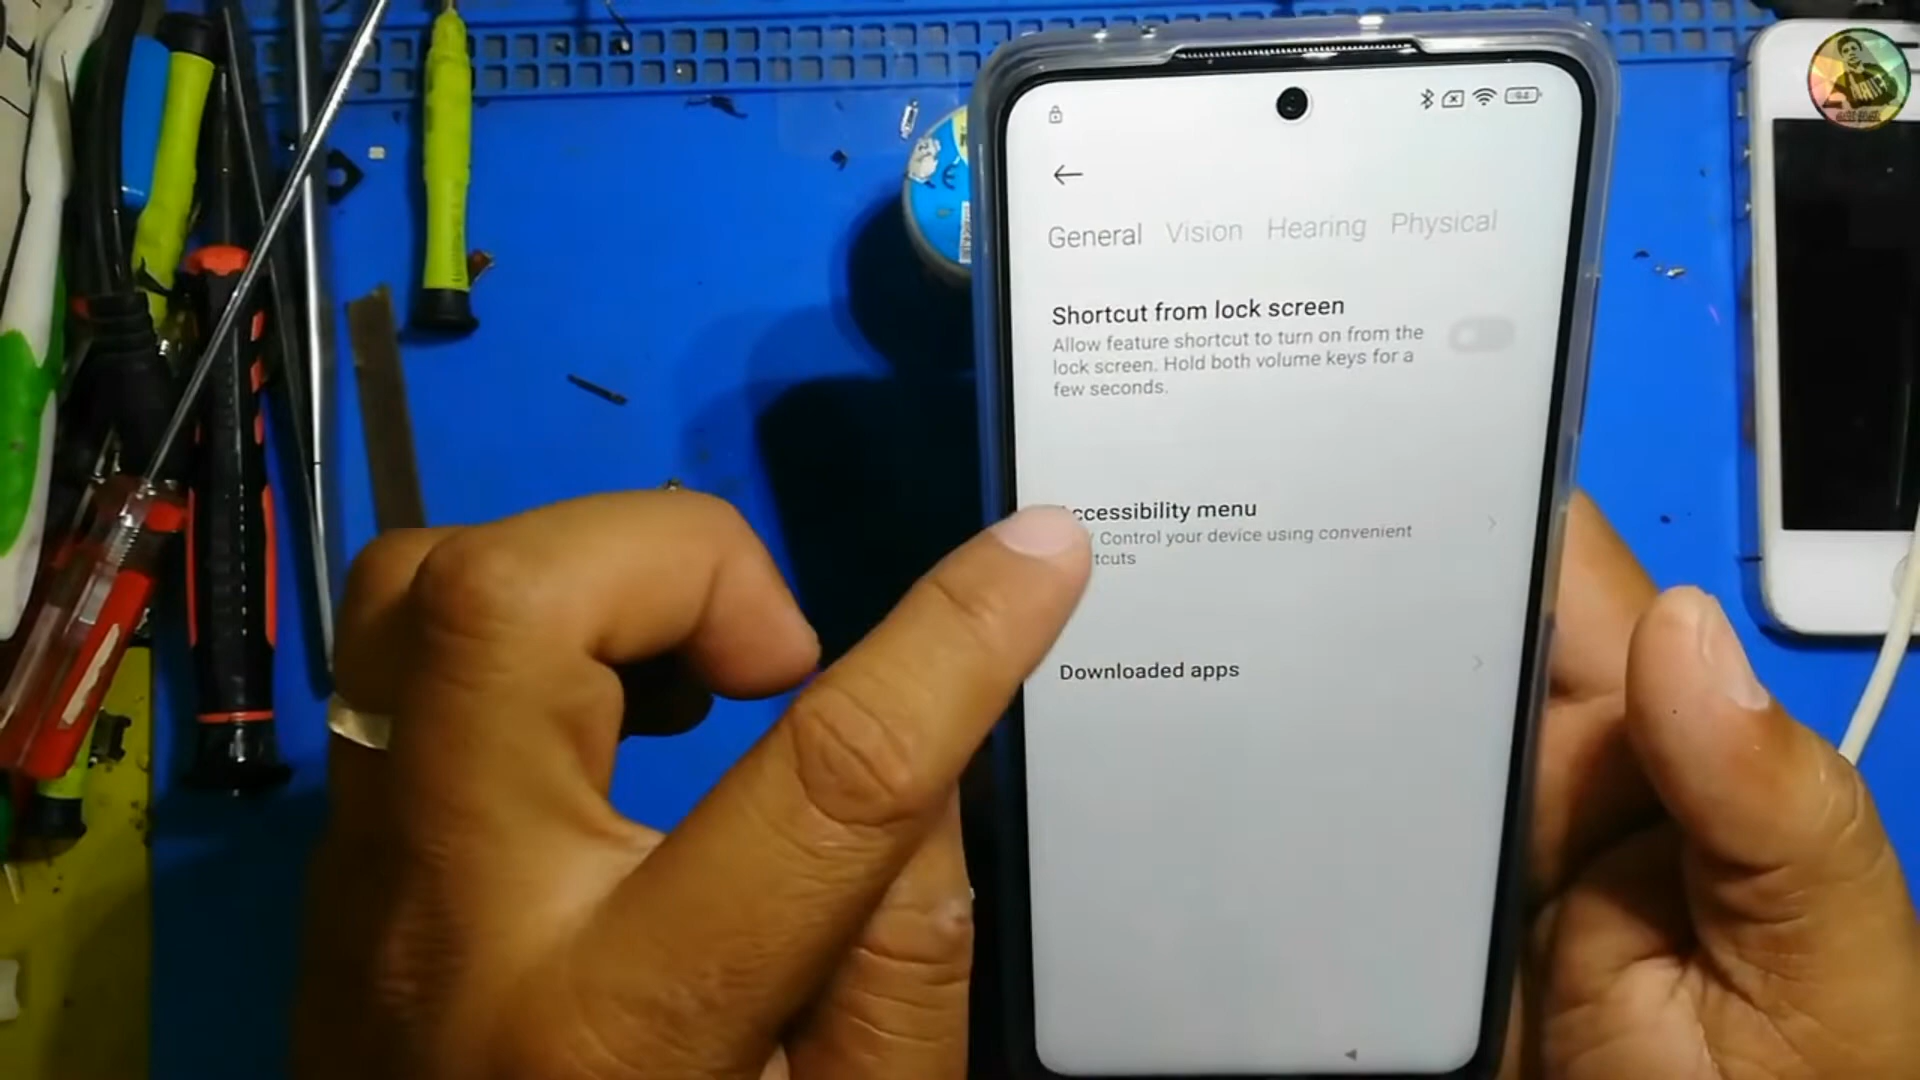 94
General Vision Hearing Physical
Shortcut from lock screen
Allow feature shortcut to turn on from the
lock screen. Hold both volume keys for a
few seconds.
ccessibility menu
Control your device using convenient
tcuts
Downloaded apps